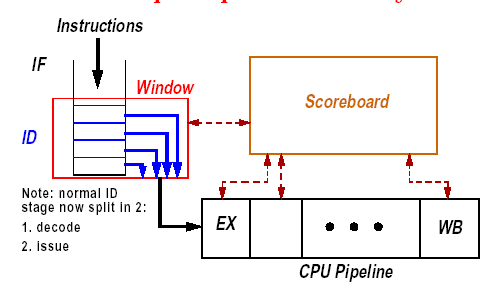 Instructions
IF
Window
Scoreboard
ID
Note: normal ID
stage now split in 2:
1. decode
2. issue
EX
WB
CPU Pipeline